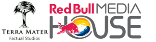 Red Bull MEDIA
HOUSE
TERRA MATER
Factual Studios